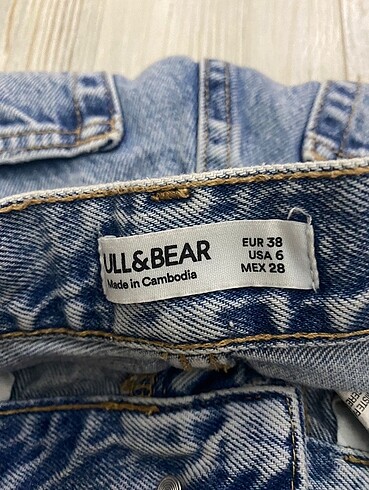 ULL&BEAR
Made in Cambodia
EUR 38
USA 6
MEX 28